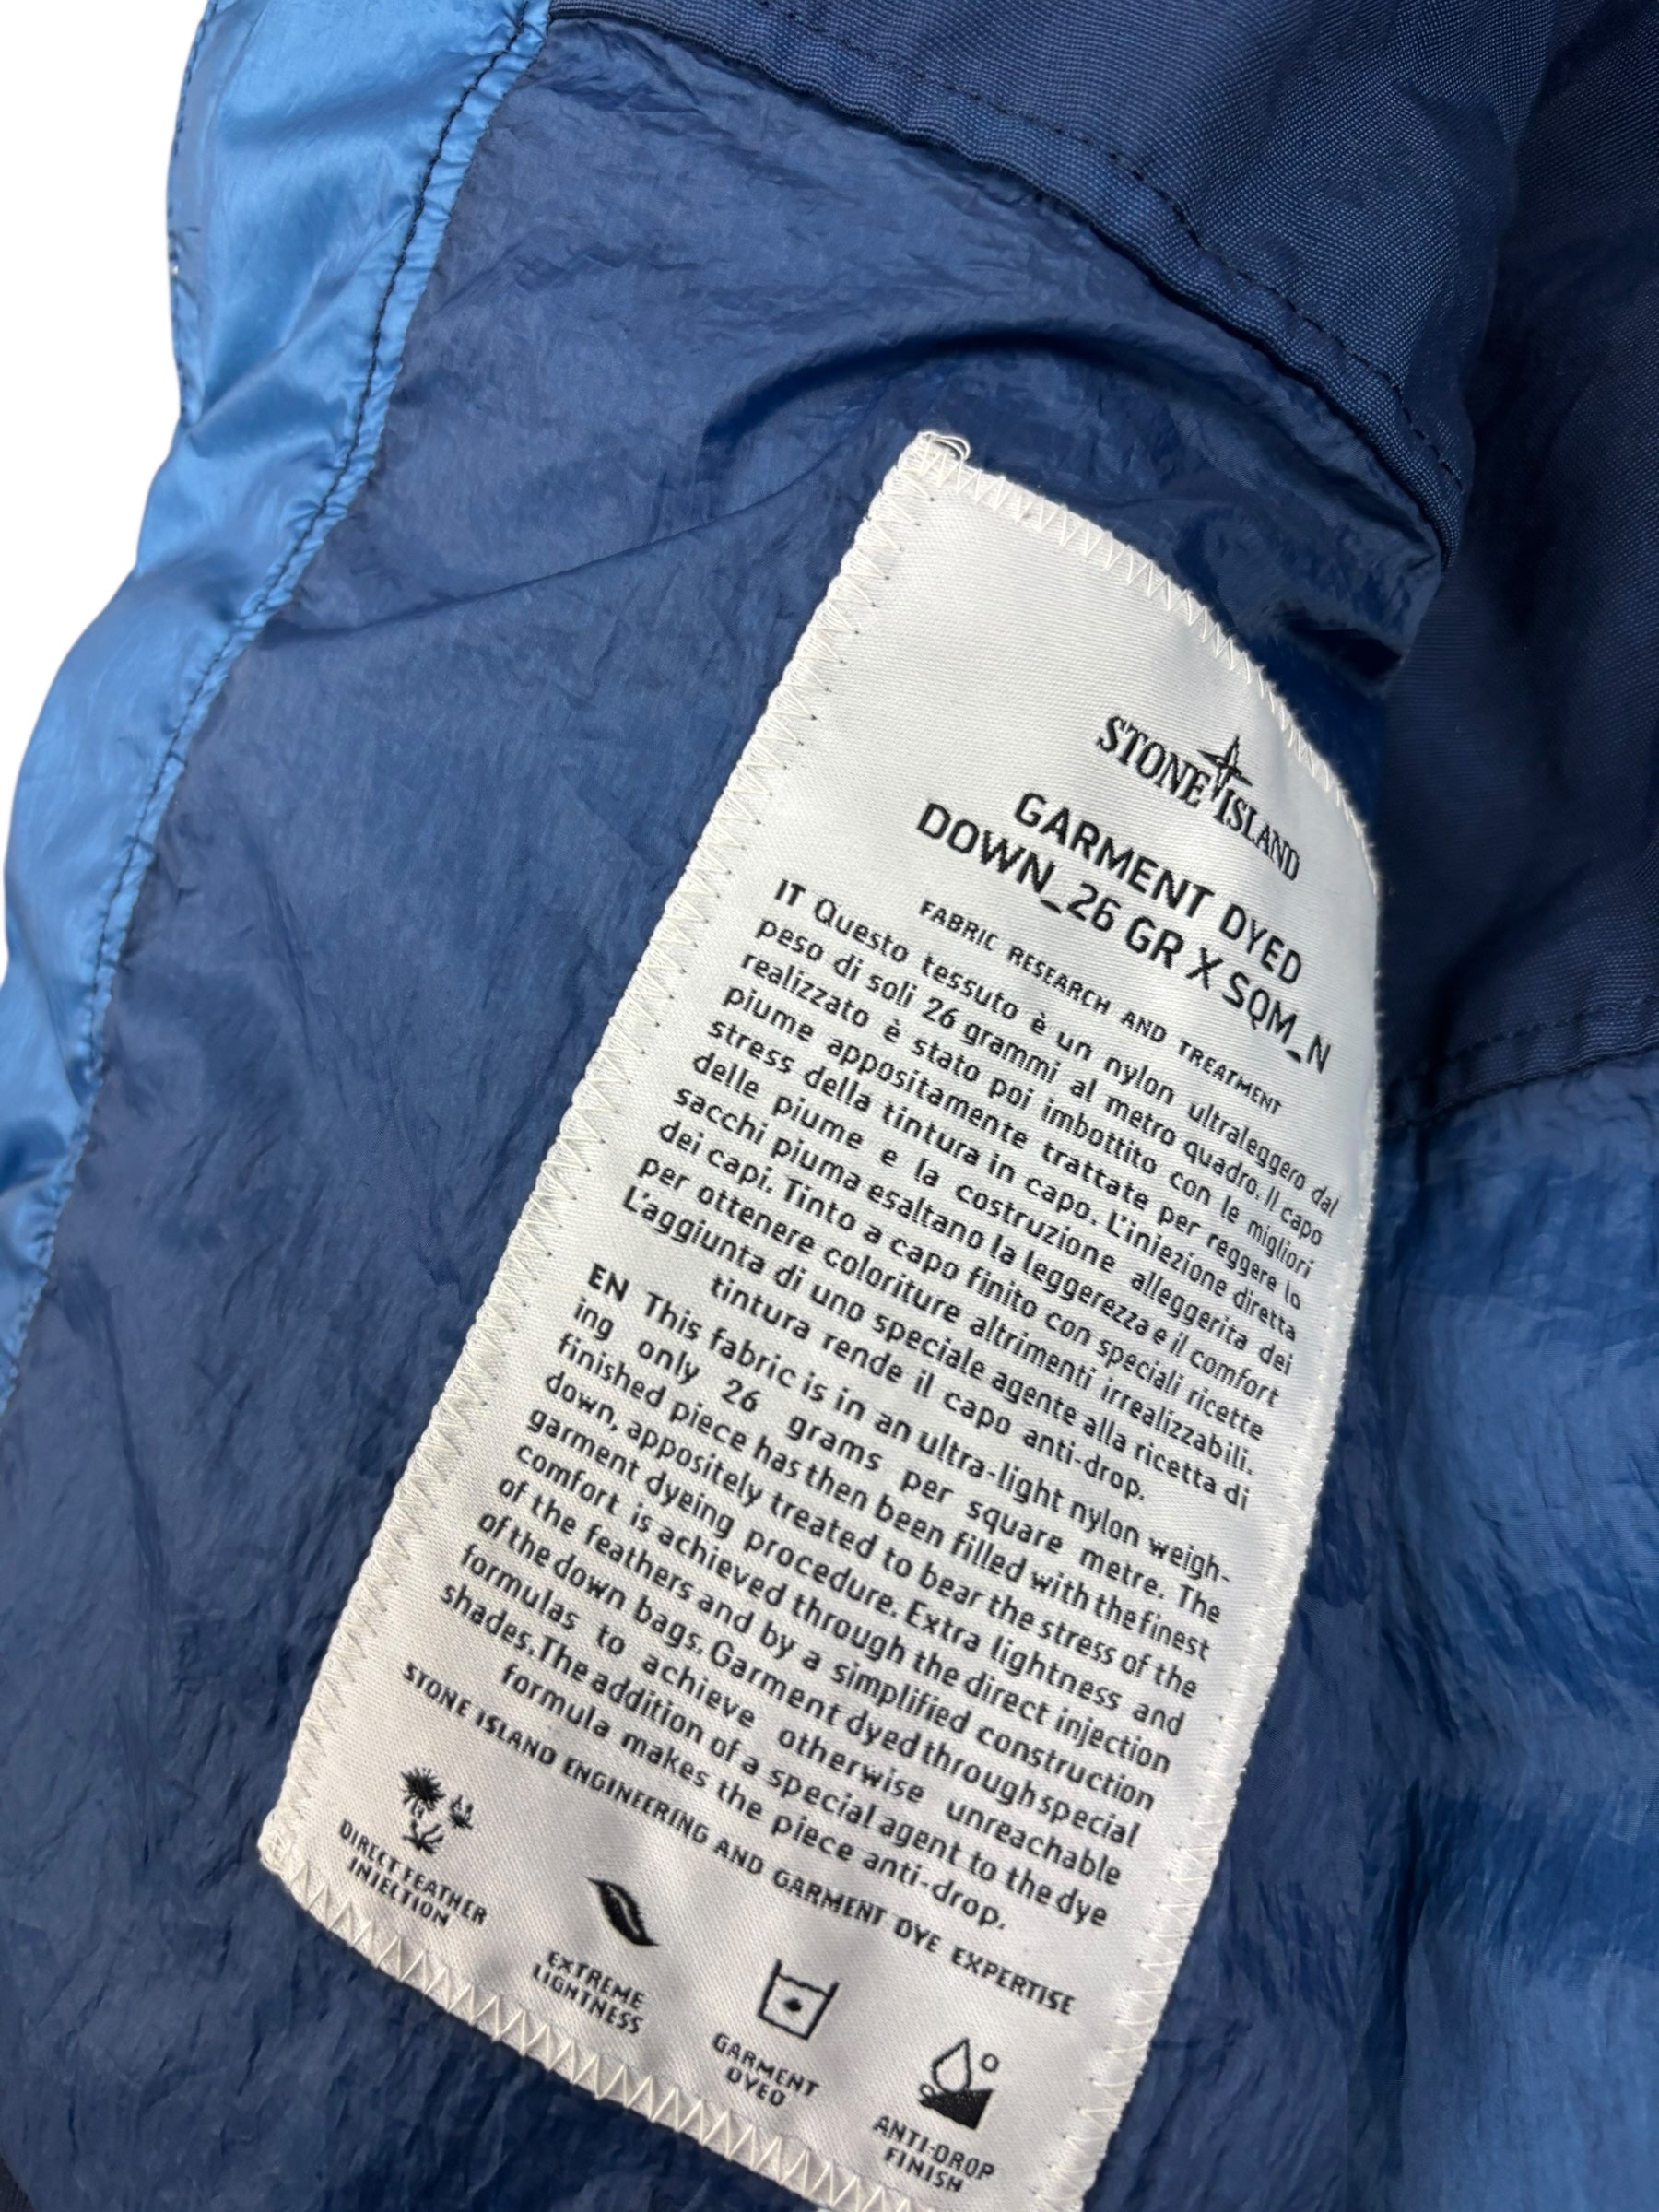 STONE ISLAND
GARMENT DYED
DOWN_26 GR X SQM_N
FABRIC RESEARCH AND TREATMENT
IT Questo tessuto è un nylon ultraleggero dal
peso di soli 26 grammi al metro quadro. Il capo
realizzato è stato poi imbottito con le migliori
piume appositamente trattate per reggere lo
stress della tintura in capo. L'iniezione diretta
delle piume e la costruzione alleggerita dei
sacchi piuma esaltano la leggerezza e il comfort
dei capi. Tinto a capo finito con speciali ricette
per ottenere coloriture altrimenti irrealizzabili.
L'aggiunta di uno speciale agente alla ricetta di
tintura rende il capo anti-drop.
EN This fabric is in an ultra-light nylon weigh-
ing only 26 grams per square metre. The
finished piece has then been filled with the finest
down, appositely treated to bear the stress of the
garment dyeing procedure. Extra lightness and
comfort is achieved through the direct injection
of the feathers and by a simplified construction
of the down bags. Garment dyed through special
formulas to achieve otherwise unreachable
shades. The addition of a special agent to the dye
formula makes the piece anti-drop.
STONE ISLAND ENGINEERING AND GARMENT DYE EXPERTISE
DIRECT FEATHER
INJECTION
EXTREME
LIGHTNESS
GARMENT
DYED
ANTI-DROP
FINISH